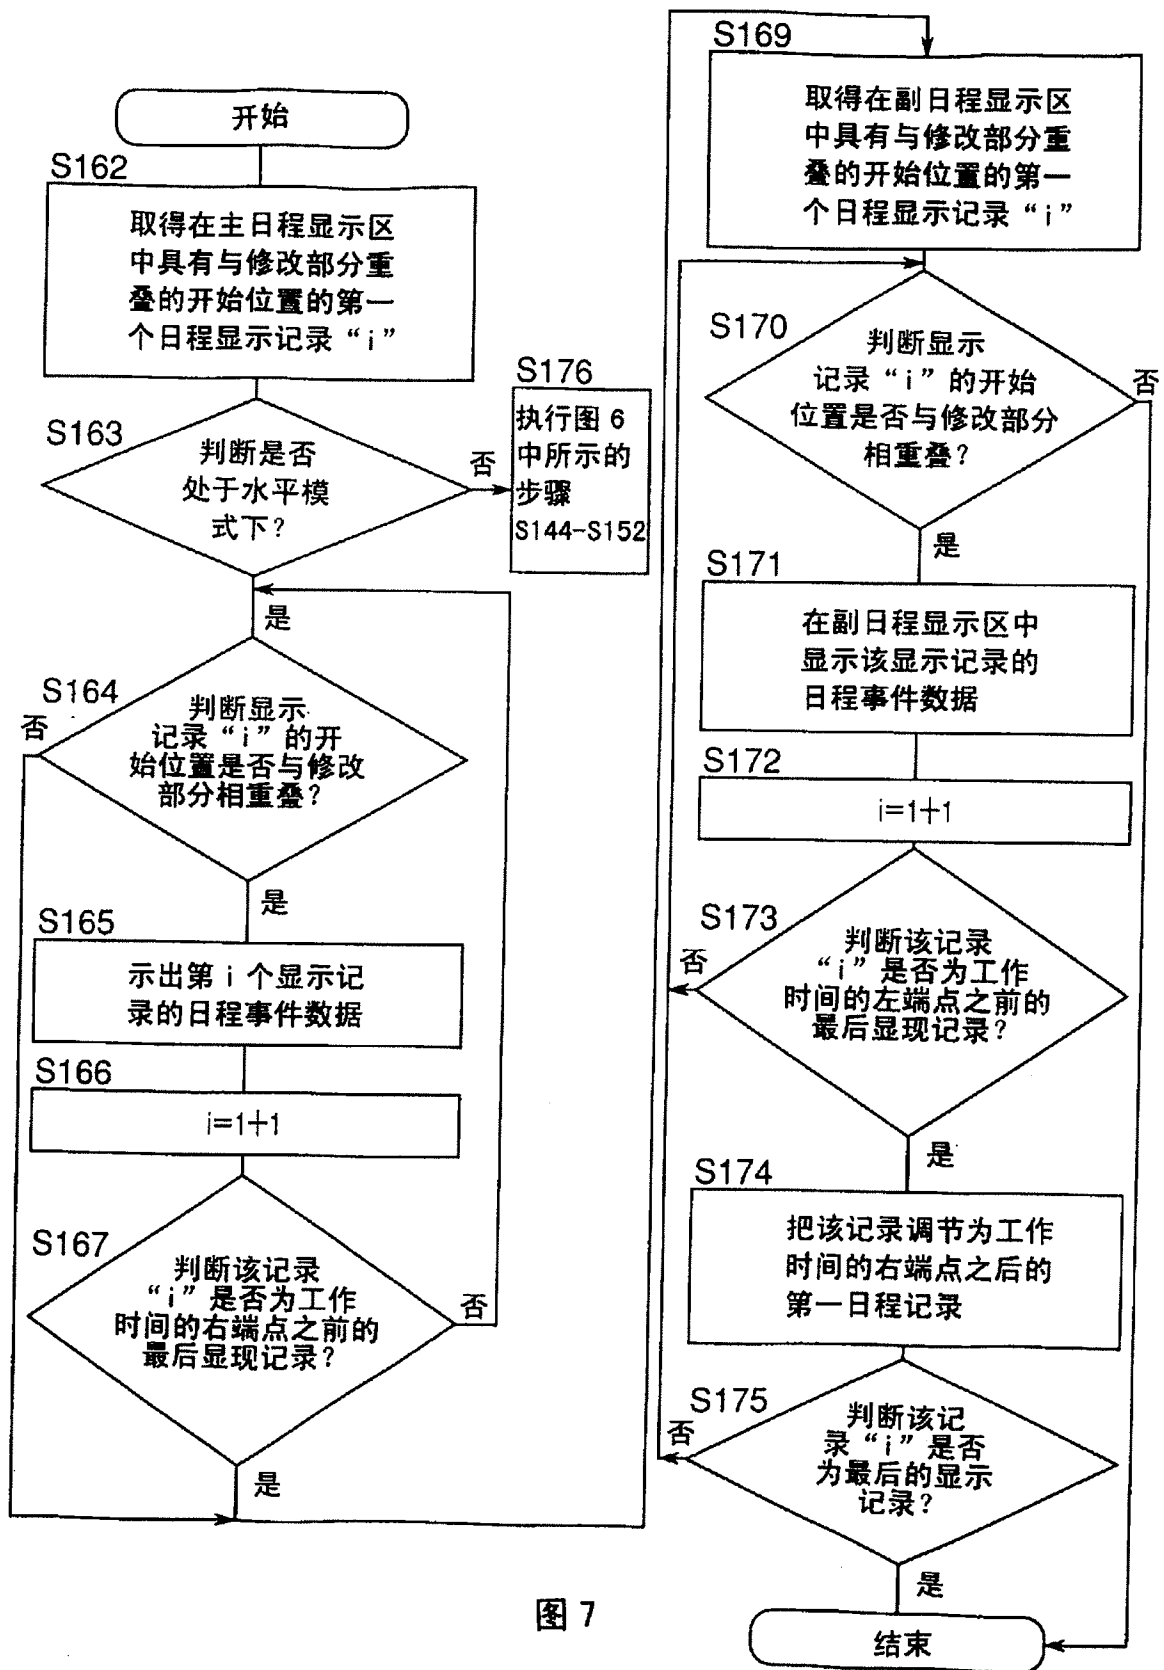 开始
S162
取得在主日程显示区
中具有与修改部分重
叠的开始位置的第一
个日程显示记录“i”
S163
判断是否
处于水平模
式下?
否
S176
执行图6
中所示的
步骤
S144-S152
是
S164
否
判断显示
记录“i”的开
始位置是否与修改
部分相重叠?
是
S165
示出第i个显示记
录的日程事件数据
S166
i=1+1
S167
判断该记录
“i”是否为工作
时间的右端点之前的
最后显现记录?
否
是
S169
取得在副日程显示区
中具有与修改部分重
叠的开始位置的第一
个日程显示记录“i”
S170
判断显示
记录“i”的开始
位置是否与修改部分
相重叠?
否
是
S171
在副日程显示区中
显示该显示记录的
日程事件数据
S172
i=1+1
S173
否
判断该记录
“i”是否为工作
时间的左端点之前的
最后显现记录?
是
S174
把该记录调节为工作
时间的右端点之后的
第一日程记录
S175
否
判断该记
录“i”是否
为最后的显示
记录?
是
结束
图7